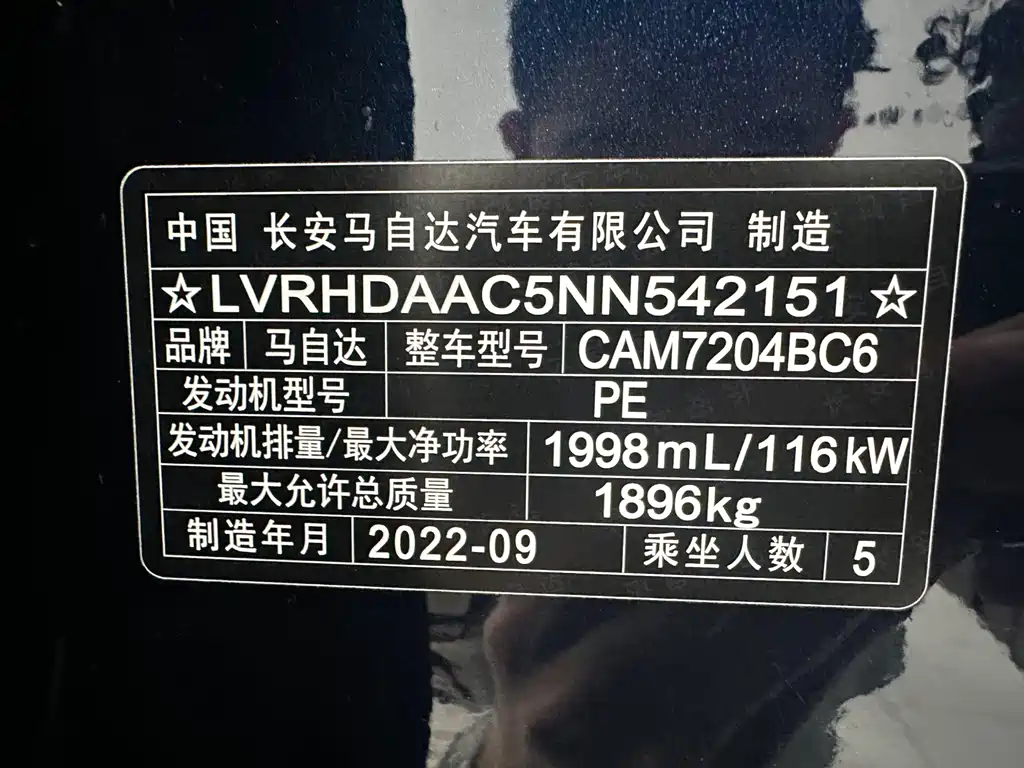 中国 长安马自达汽车有限公司 制造
☆LVRHDAAC5NN542151☆
品牌 马自达 整车型号 CAM7204BC6
发动机型号 PE
发动机排量/最大净功率 1998mL/116kW
最大允许总质量 1896kg
制造年月 2022-09 乘坐人数 5